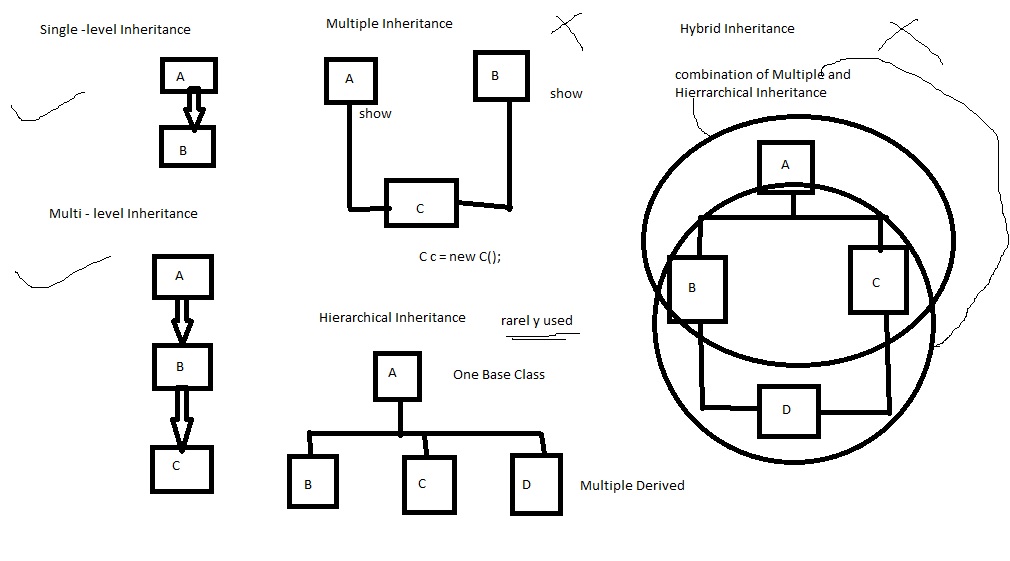 Single -level Inheritance
A
B
Multi - level Inheritance
A
B
C
Multiple Inheritance
A
B
show
show
C
C c = new C();
Hierarchical Inheritance
rarel y used
A
One Base Class
B
C
D
Multiple Derived
Hybrid Inheritance
combination of Multiple and
Hierrarchical Inheritance
A
B
C
D